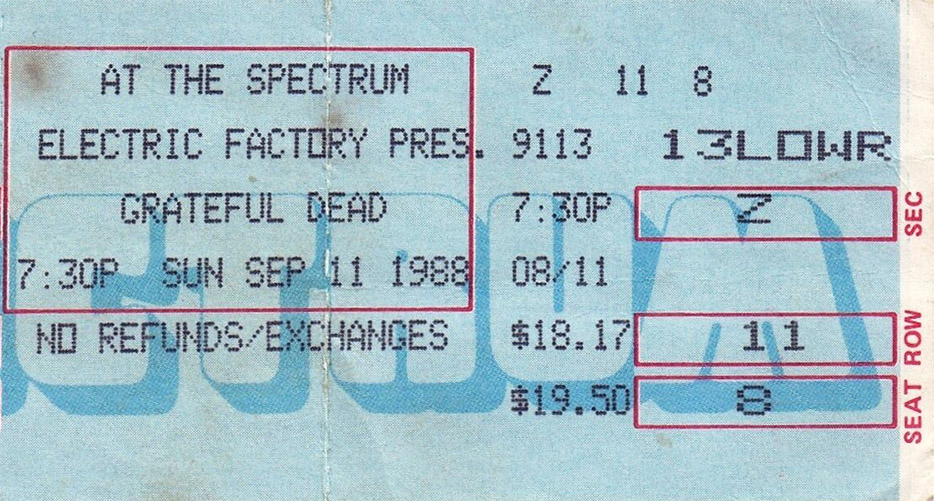 AT THE SPECTRUM Z 11 8
ELECTRIC FACTORY PRES. 9113 13LOWR
GRATEFUL DEAD 7:30P Z SEC
7:30P SUN SEP 11 1988 08/11
NO REFUNDS/EXCHANGES $18.17 11 ROW
$19.50 8 SEAT